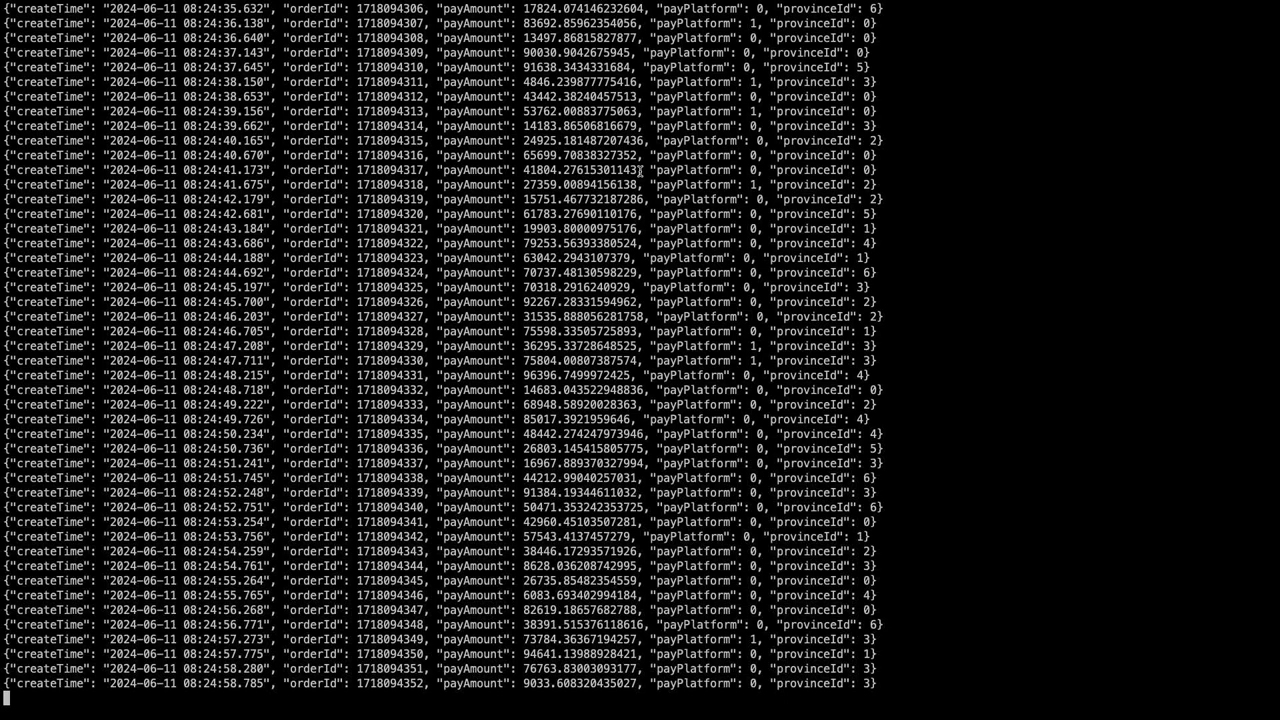 {"createTime": "2024-06-11 08:24:35.632", "orderId": 1718094306, "payAmount": 17824.074146232604, "payPlatform": 0, "provinceId": 6}
{"createTime": "2024-06-11 08:24:36.138", "orderId": 1718094307, "payAmount": 83692.85962354056, "payPlatform": 1, "provinceId": 0}
{"createTime": "2024-06-11 08:24:36.640", "orderId": 1718094308, "payAmount": 13497.86815827877, "payPlatform": 0, "provinceId": 0}
{"createTime": "2024-06-11 08:24:37.143", "orderId": 1718094309, "payAmount": 90030.9042675945, "payPlatform": 0, "provinceId": 0}
{"createTime": "2024-06-11 08:24:37.645", "orderId": 1718094310, "payAmount": 91638.3434331684, "payPlatform": 0, "provinceId": 5}
{"createTime": "2024-06-11 08:24:38.150", "orderId": 1718094311, "payAmount": 4846.239877775416, "payPlatform": 1, "provinceId": 3}
{"createTime": "2024-06-11 08:24:38.653", "orderId": 1718094312, "payAmount": 43442.38240457513, "payPlatform": 0, "provinceId": 0}
{"createTime": "2024-06-11 08:24:39.156", "orderId": 1718094313, "payAmount": 53762.00883775063, "payPlatform": 1, "provinceId": 0}
{"createTime": "2024-06-11 08:24:39.662", "orderId": 1718094314, "payAmount": 14183.86506816679, "payPlatform": 0, "provinceId": 3}
{"createTime": "2024-06-11 08:24:40.165", "orderId": 1718094315, "payAmount": 24925.181487207436, "payPlatform": 0, "provinceId": 2}
{"createTime": "2024-06-11 08:24:40.670", "orderId": 1718094316, "payAmount": 65699.70838327352, "payPlatform": 0, "provinceId": 0}
{"createTime": "2024-06-11 08:24:41.173", "orderId": 1718094317, "payAmount": 41804.27615301143, "payPlatform": 0, "provinceId": 0}
{"createTime": "2024-06-11 08:24:41.675", "orderId": 1718094318, "payAmount": 27359.00894156138, "payPlatform": 1, "provinceId": 2}
{"createTime": "2024-06-11 08:24:42.179", "orderId": 1718094319, "payAmount": 15751.467732187286, "payPlatform": 0, "provinceId": 2}
{"createTime": "2024-06-11 08:24:42.681", "orderId": 1718094320, "payAmount": 61783.27690110176, "payPlatform": 0, "provinceId": 5}
{"createTime": "2024-06-11 08:24:43.184", "orderId": 1718094321, "payAmount": 19903.80000975176, "payPlatform": 0, "provinceId": 1}
{"createTime": "2024-06-11 08:24:43.686", "orderId": 1718094322, "payAmount": 79253.56393380524, "payPlatform": 0, "provinceId": 4}
{"createTime": "2024-06-11 08:24:44.188", "orderId": 1718094323, "payAmount": 63042.2943107379, "payPlatform": 0, "provinceId": 1}
{"createTime": "2024-06-11 08:24:44.692", "orderId": 1718094324, "payAmount": 70737.48130598229, "payPlatform": 0, "provinceId": 6}
{"createTime": "2024-06-11 08:24:45.197", "orderId": 1718094325, "payAmount": 70318.2916240929, "payPlatform": 0, "provinceId": 3}
{"createTime": "2024-06-11 08:24:45.700", "orderId": 1718094326, "payAmount": 92267.28331594962, "payPlatform": 0, "provinceId": 2}
{"createTime": "2024-06-11 08:24:46.203", "orderId": 1718094327, "payAmount": 31535.888056281758, "payPlatform": 0, "provinceId": 2}
{"createTime": "2024-06-11 08:24:46.705", "orderId": 1718094328, "payAmount": 75598.33505725893, "payPlatform": 0, "provinceId": 1}
{"createTime": "2024-06-11 08:24:47.208", "orderId": 1718094329, "payAmount": 36295.33728648525, "payPlatform": 1, "provinceId": 3}
{"createTime": "2024-06-11 08:24:47.711", "orderId": 1718094330, "payAmount": 75804.00807387574, "payPlatform": 1, "provinceId": 3}
{"createTime": "2024-06-11 08:24:48.215", "orderId": 1718094331, "payAmount": 96396.7499972425, "payPlatform": 0, "provinceId": 4}
{"createTime": "2024-06-11 08:24:48.718", "orderId": 1718094332, "payAmount": 14683.043522948836, "payPlatform": 0, "provinceId": 0}
{"createTime": "2024-06-11 08:24:49.222", "orderId": 1718094333, "payAmount": 68948.58920028363, "payPlatform": 0, "provinceId": 2}
{"createTime": "2024-06-11 08:24:49.726", "orderId": 1718094334, "payAmount": 85017.3921959646, "payPlatform": 0, "provinceId": 4}
{"createTime": "2024-06-11 08:24:50.234", "orderId": 1718094335, "payAmount": 48442.274247973946, "payPlatform": 0, "provinceId": 4}
{"createTime": "2024-06-11 08:24:50.736", "orderId": 1718094336, "payAmount": 26803.145415805775, "payPlatform": 0, "provinceId": 5}
{"createTime": "2024-06-11 08:24:51.241", "orderId": 1718094337, "payAmount": 16967.889370327994, "payPlatform": 0, "provinceId": 3}
{"createTime": "2024-06-11 08:24:51.745", "orderId": 1718094338, "payAmount": 44212.99040257031, "payPlatform": 0, "provinceId": 6}
{"createTime": "2024-06-11 08:24:52.248", "orderId": 1718094339, "payAmount": 91384.19344611032, "payPlatform": 0, "provinceId": 3}
{"createTime": "2024-06-11 08:24:52.751", "orderId": 1718094340, "payAmount": 50471.353242353725, "payPlatform": 0, "provinceId": 6}
{"createTime": "2024-06-11 08:24:53.254", "orderId": 1718094341, "payAmount": 42960.45103507281, "payPlatform": 0, "provinceId": 0}
{"createTime": "2024-06-11 08:24:53.756", "orderId": 1718094342, "payAmount": 57543.4137457279, "payPlatform": 0, "provinceId": 1}
{"createTime": "2024-06-11 08:24:54.259", "orderId": 1718094343, "payAmount": 38446.17293571926, "payPlatform": 0, "provinceId": 2}
{"createTime": "2024-06-11 08:24:54.761", "orderId": 1718094344, "payAmount": 8628.036208742995, "payPlatform": 0, "provinceId": 3}
{"createTime": "2024-06-11 08:24:55.264", "orderId": 1718094345, "payAmount": 26735.85482354559, "payPlatform": 0, "provinceId": 0}
{"createTime": "2024-06-11 08:24:55.765", "orderId": 1718094346, "payAmount": 6083.693402994184, "payPlatform": 0, "provinceId": 4}
{"createTime": "2024-06-11 08:24:56.268", "orderId": 1718094347, "payAmount": 82619.18657682788, "payPlatform": 0, "provinceId": 0}
{"createTime": "2024-06-11 08:24:56.771", "orderId": 1718094348, "payAmount": 38391.515376118616, "payPlatform": 0, "provinceId": 6}
{"createTime": "2024-06-11 08:24:57.273", "orderId": 1718094349, "payAmount": 73784.36367194257, "payPlatform": 1, "provinceId": 3}
{"createTime": "2024-06-11 08:24:57.775", "orderId": 1718094350, "payAmount": 94641.13988928421, "payPlatform": 0, "provinceId": 1}
{"createTime": "2024-06-11 08:24:58.280", "orderId": 1718094351, "payAmount": 76763.83003093177, "payPlatform": 0, "provinceId": 3}
{"createTime": "2024-06-11 08:24:58.785", "orderId": 1718094352, "payAmount": 9033.608320435027, "payPlatform": 0, "provinceId": 3}